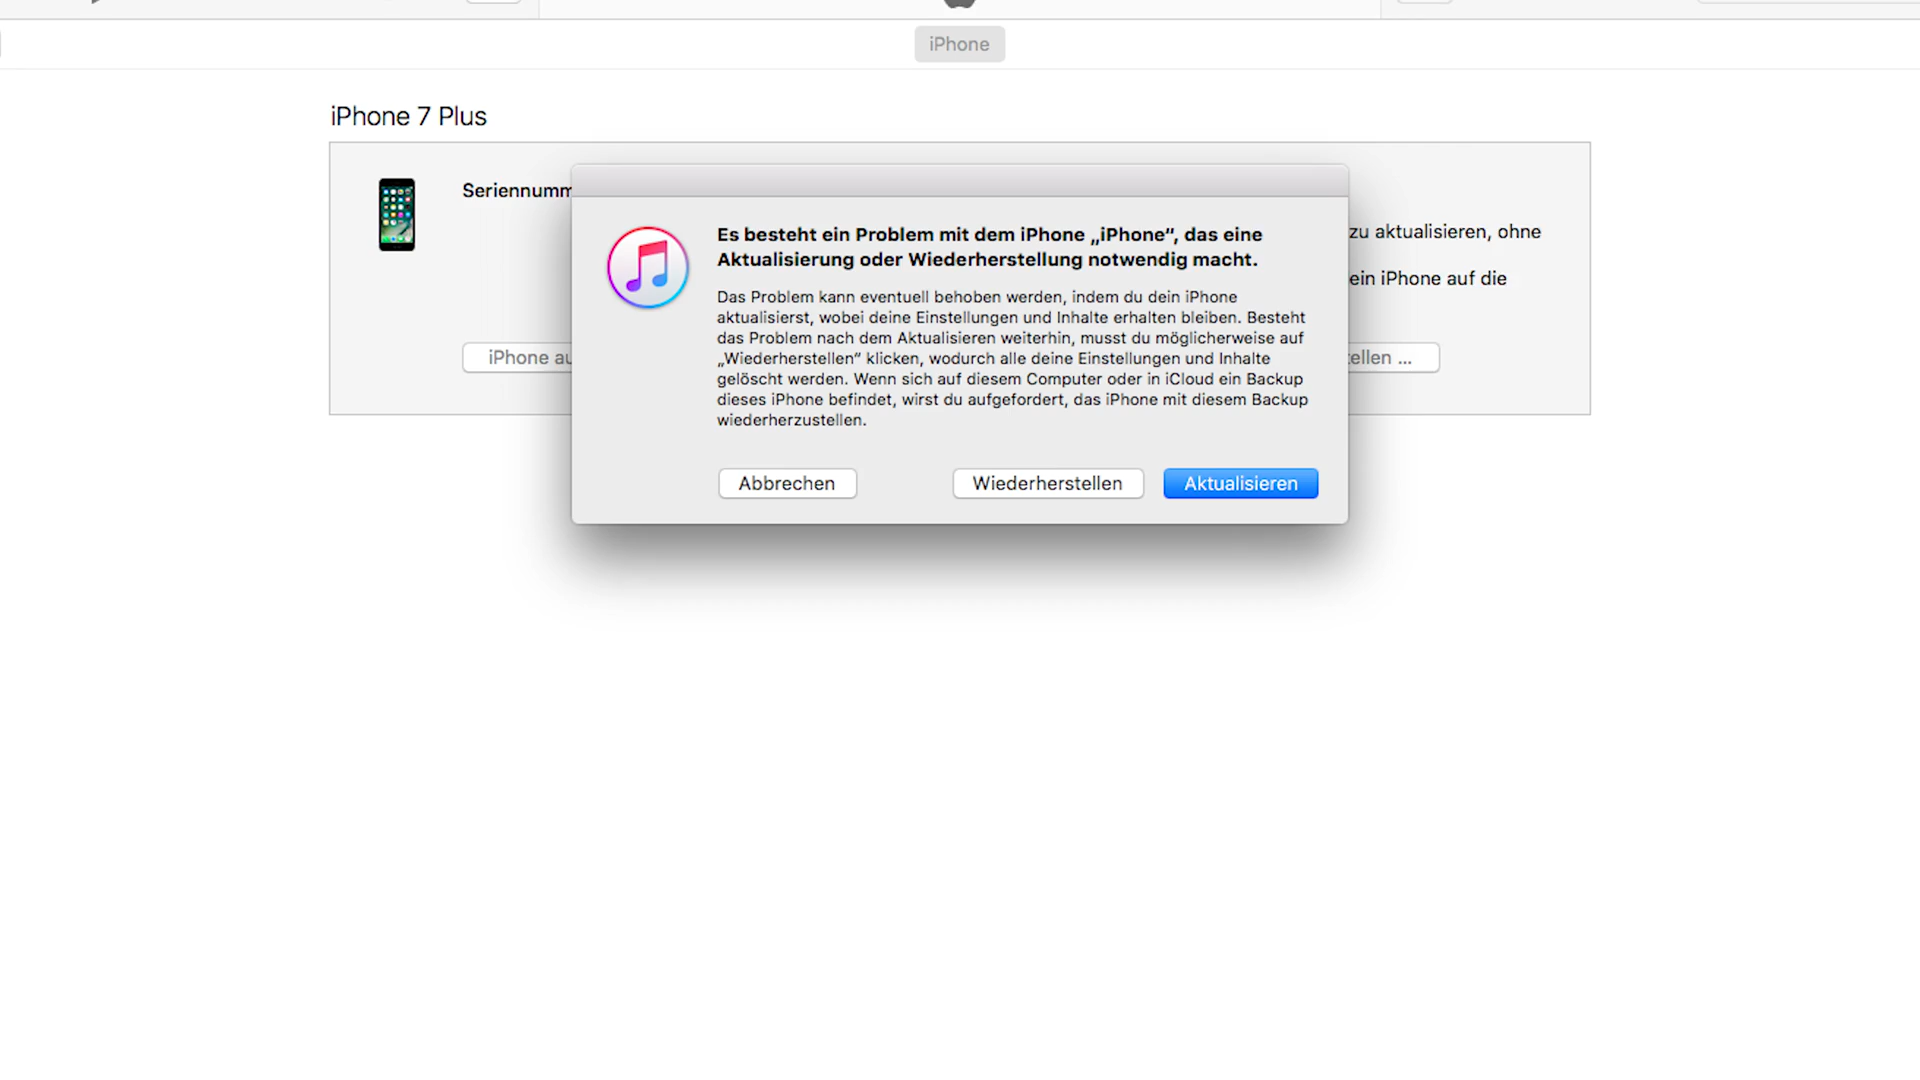 iPhone
iPhone 7 Plus
Seriennumm
zu aktualisieren, ohne
ein iPhone auf die
iPhone au
ellen ...
Es besteht ein Problem mit dem iPhone „iPhone“, das eine
Aktualisierung oder Wiederherstellung notwendig macht.
Das Problem kann eventuell behoben werden, indem du dein iPhone
aktualisierst, wobei deine Einstellungen und Inhalte erhalten bleiben. Besteht
das Problem nach dem Aktualisieren weiterhin, musst du möglicherweise auf
„Wiederherstellen“ klicken, wodurch alle deine Einstellungen und Inhalte
gelöscht werden. Wenn sich auf diesem Computer oder in iCloud ein Backup
dieses iPhone befindet, wirst du aufgefordert, das iPhone mit diesem Backup
wiederherzustellen.
Abbrechen
Wiederherstellen
Aktualisieren